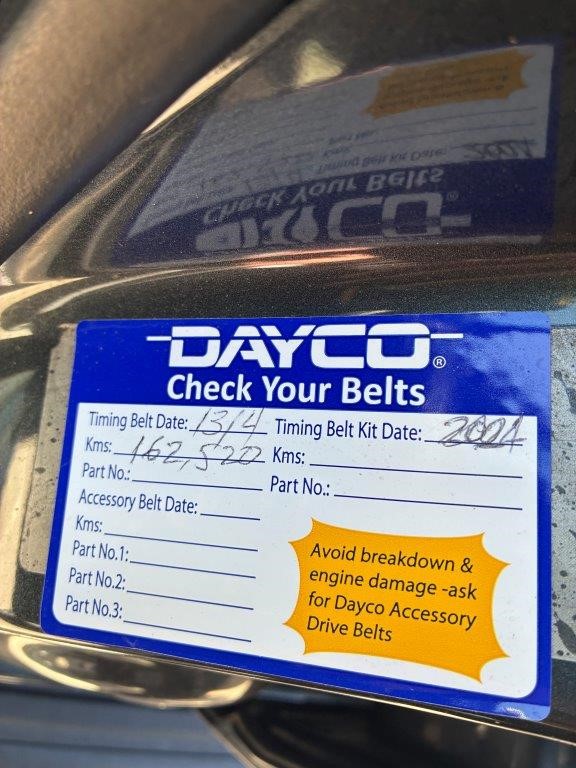 DAYCO®
Check Your Belts
Timing Belt Date: 13/4 Timing Belt Kit Date: 2021
Kms: 162,520 Kms:
Part No.: Part No.:
Accessory Belt Date:
Kms:
Part No.1:
Part No.2:
Part No.3:
Avoid breakdown &
engine damage -ask
for Dayco Accessory
Drive Belts